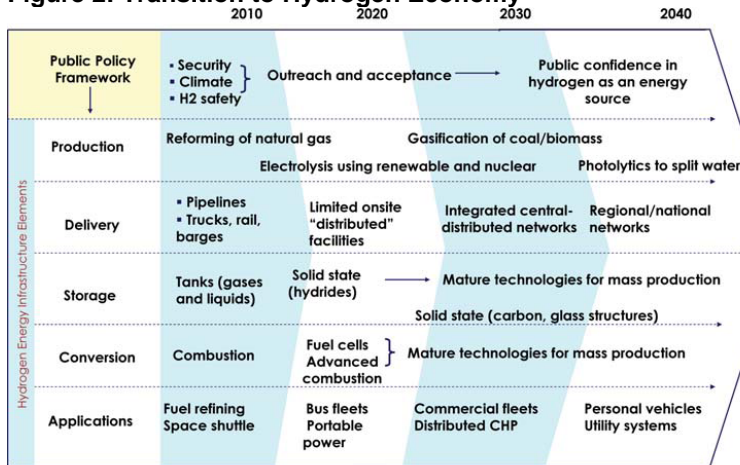 Figure 2. Transition to Hydrogen Economy
2010 2020 2030 2040
Public Policy
Framework
▪ Security
▪ Climate
▪ H2 safety
Outreach and acceptance
Public confidence in
hydrogen as an energy
source
Hydrogen Energy Infrastructure Elements
Production
Reforming of natural gas
Gasification of coal/biomass
Electrolysis using renewable and nuclear
Photolytics to split water
Delivery
▪ Pipelines
▪ Trucks, rail,
barges
Limited onsite
“distributed”
facilities
Integrated central-
distributed networks
Regional/national
networks
Storage
Tanks (gases
and liquids)
Solid state
(hydrides)
Mature technologies for mass production
Solid state (carbon, glass structures)
Conversion
Combustion
Fuel cells
Advanced
combustion
Mature technologies for mass production
Applications
Fuel refining
Space shuttle
Bus fleets
Portable
power
Commercial fleets
Distributed CHP
Personal vehicles
Utility systems